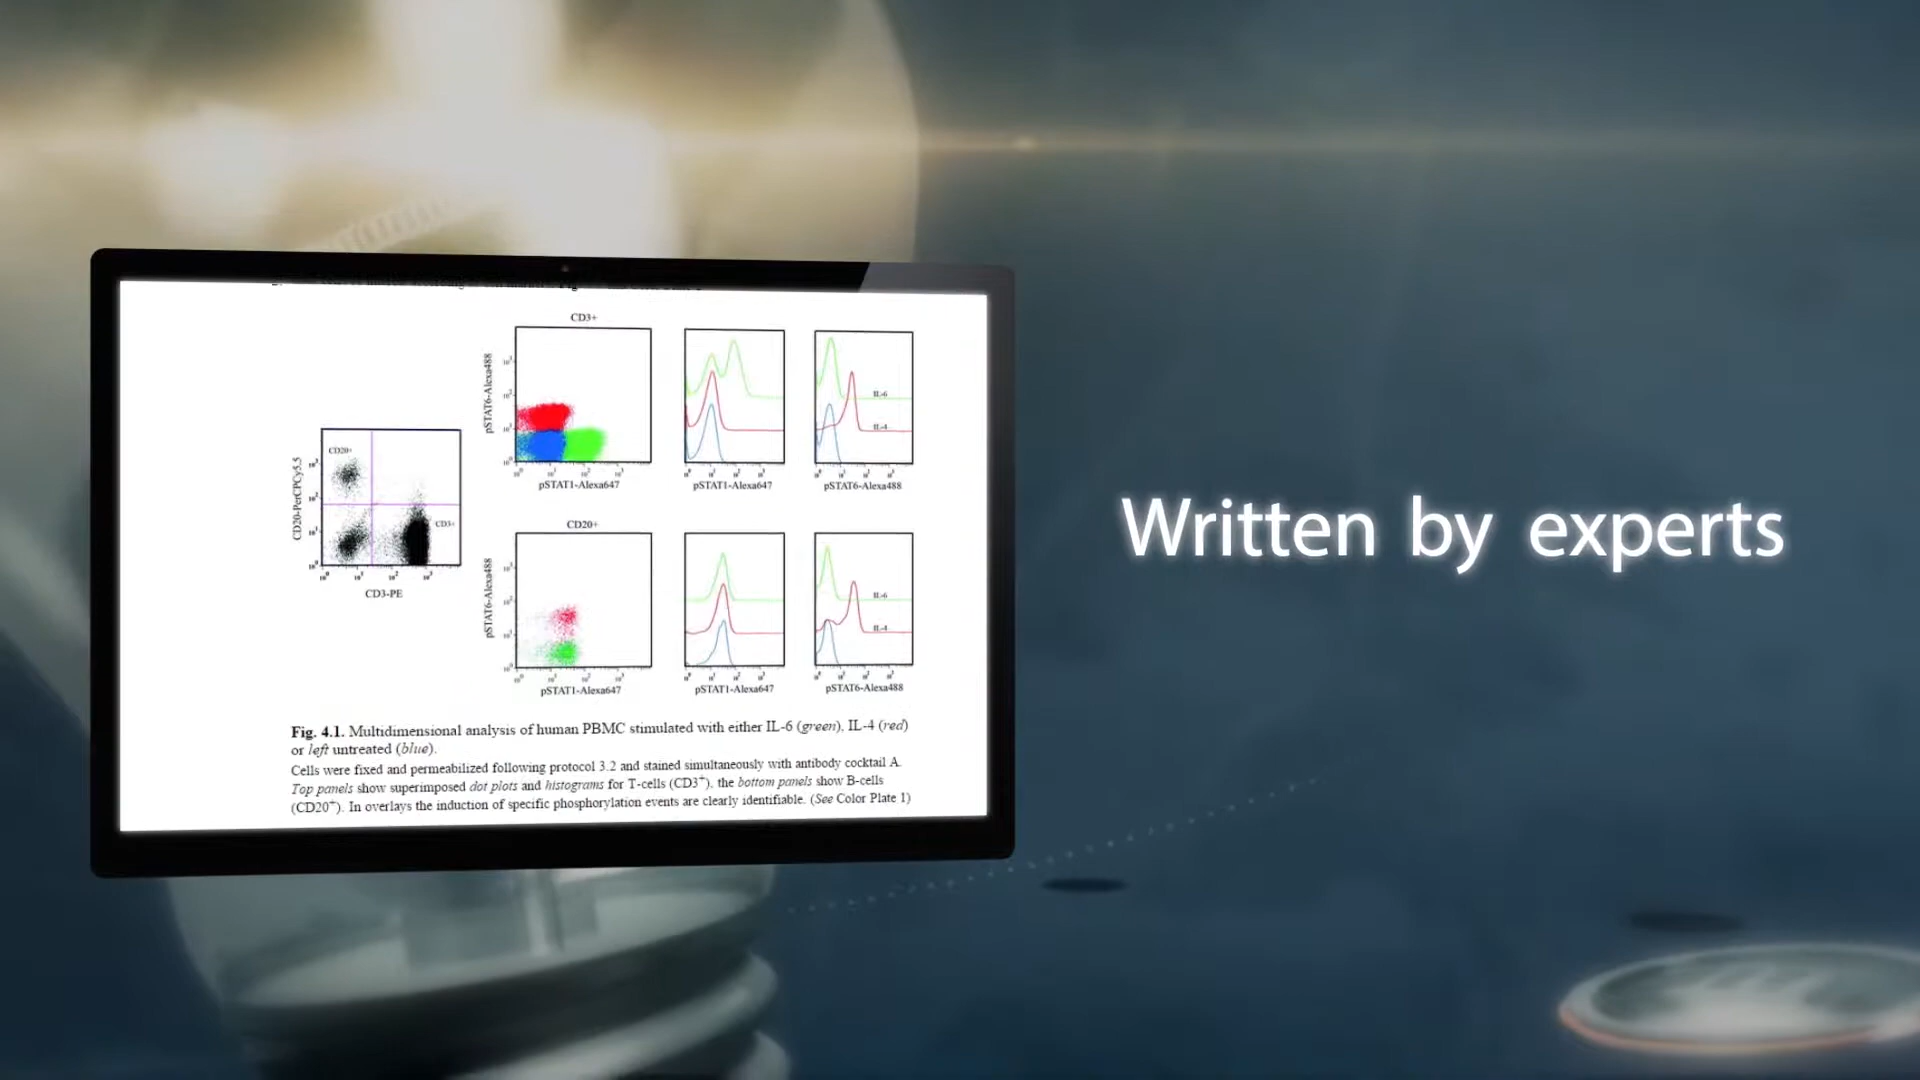 CD3+
pSTAT6-Alexa488
pSTAT1-Alexa647
pSTAT1-Alexa647
IL-6
IL-4
pSTAT6-Alexa488
CD20+
CD3+
CD20-PerCPCy5.5
CD3-PE
CD20+
pSTAT6-Alexa488
pSTAT1-Alexa647
pSTAT1-Alexa647
IL-6
IL-4
pSTAT6-Alexa488
Fig. 4.1. Multidimensional analysis of human PBMC stimulated with either IL-6 (green), IL-4 (red)
or left untreated (blue).
Cells were fixed and permeabilized following protocol 3.2 and stained simultaneously with antibody cocktail A.
Top panels show superimposed dot plots and histograms for T-cells (CD3+), the bottom panels show B-cells
(CD20+). In overlays the induction of specific phosphorylation events are clearly identifiable. (See Color Plate 1)
Written by experts